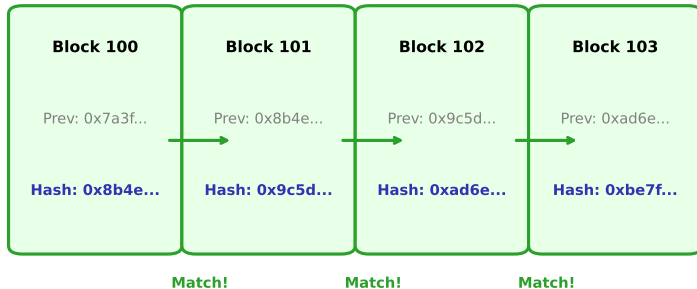 Block 100
Prev: 0x7a3f...
Hash: 0x8b4e...
Block 101
Prev: 0x8b4e...
Hash: 0x9c5d...
Block 102
Prev: 0x9c5d...
Hash: 0xad6e...
Block 103
Prev: 0xad6e...
Hash: 0xbe7f...
Match!
Match!
Match!